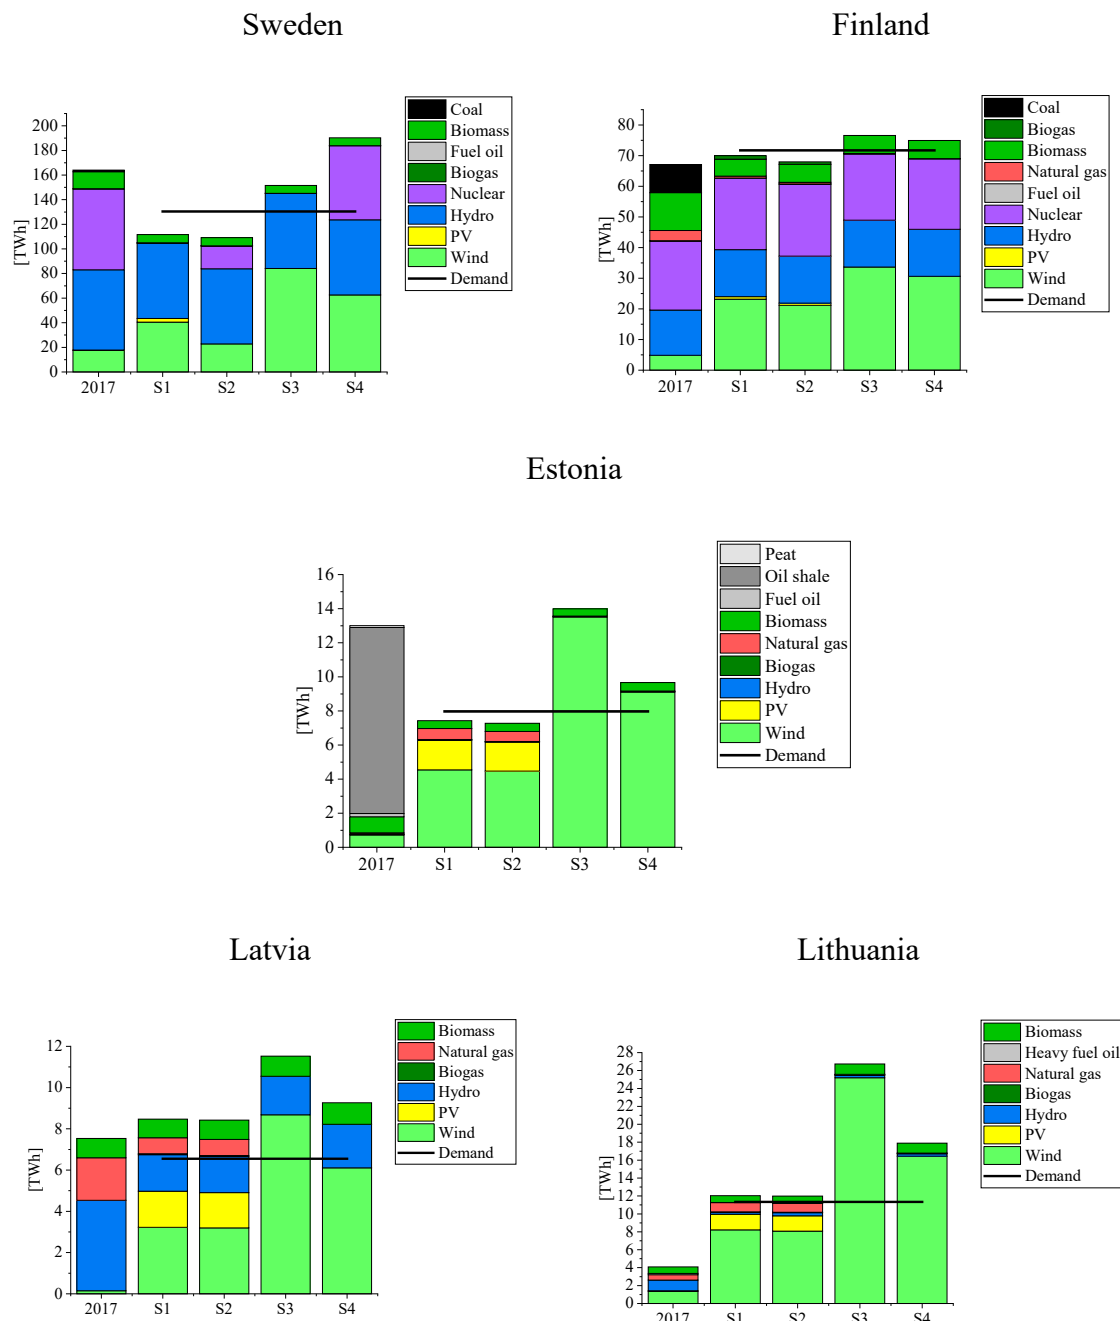 Sweden
[TWh]
200
180
160
140
120
100
80
60
40
20
0
2017 S1 S2 S3 S4
Coal
Biomass
Fuel oil
Biogas
Nuclear
Hydro
PV
Wind
Demand
Finland
[TWh]
80
70
60
50
40
30
20
10
0
2017 S1 S2 S3 S4
Coal
Biogas
Biomass
Natural gas
Fuel oil
Nuclear
Hydro
PV
Wind
Demand
Estonia
[TWh]
16
14
12
10
8
6
4
2
0
2017 S1 S2 S3 S4
Peat
Oil shale
Fuel oil
Biomass
Natural gas
Biogas
Hydro
PV
Wind
Demand
Latvia
[TWh]
12
10
8
6
4
2
0
2017 S1 S2 S3 S4
Biomass
Natural gas
Biogas
Hydro
PV
Wind
Demand
Lithuania
[TWh]
28
26
24
22
20
18
16
14
12
10
8
6
4
2
0
2017 S1 S2 S3 S4
Biomass
Heavy fuel oil
Natural gas
Biogas
Hydro
PV
Wind
Demand